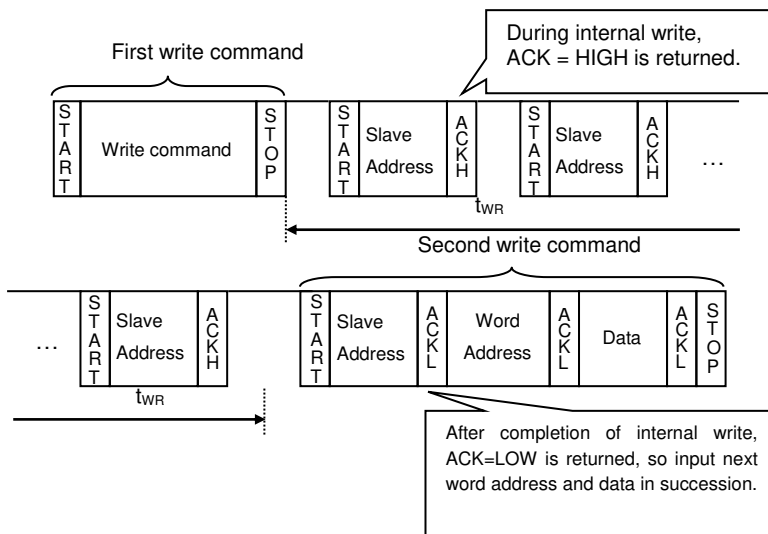 First write command
During internal write,
ACK = HIGH is returned.
START
Write command
STOP
START
Slave
Address
ACKH
START
Slave
Address
ACKH
...
tWR
Second write command
...
START
Slave
Address
ACKH
START
Slave
Address
ACKL
Word
Address
ACKL
Data
ACKL
STOP
tWR
After completion of internal write,
ACK=LOW is returned, so input next
word address and data in succession.